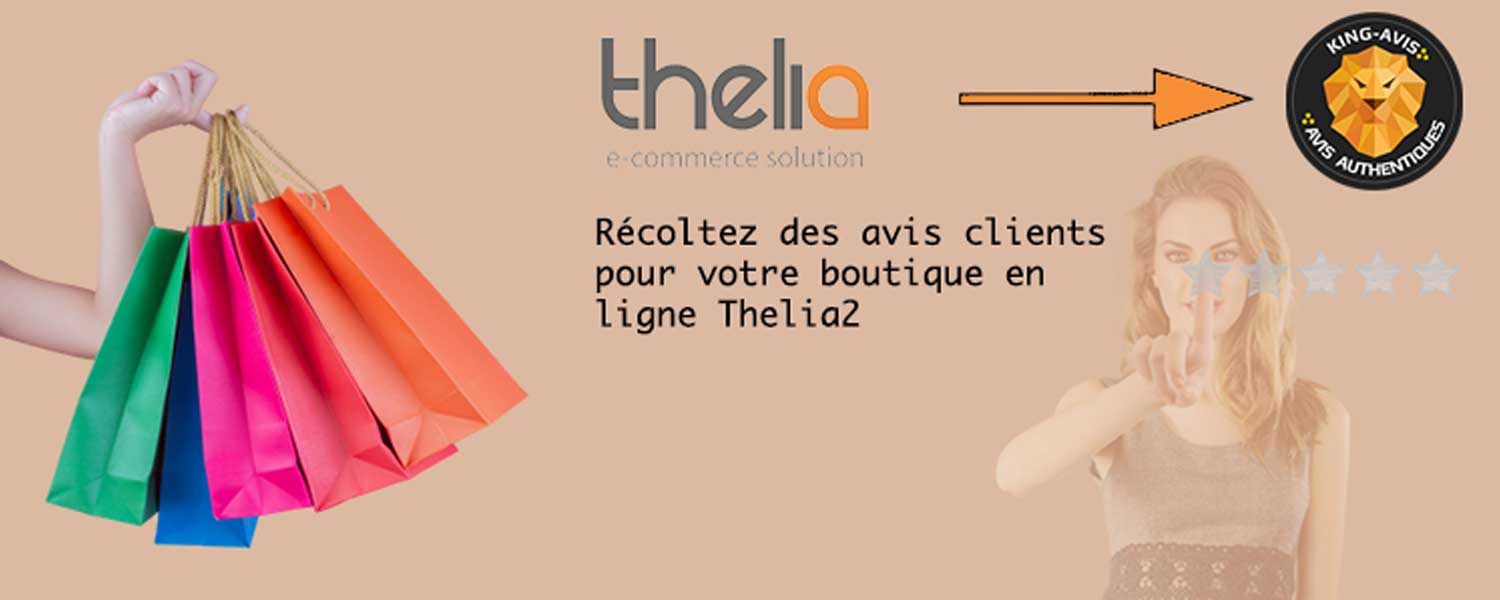 thelia
e-commerce solution
KING-AVIS
AVIS AUTHENTIQUES
Récoltez des avis clients
pour votre boutique en
ligne Thelia2